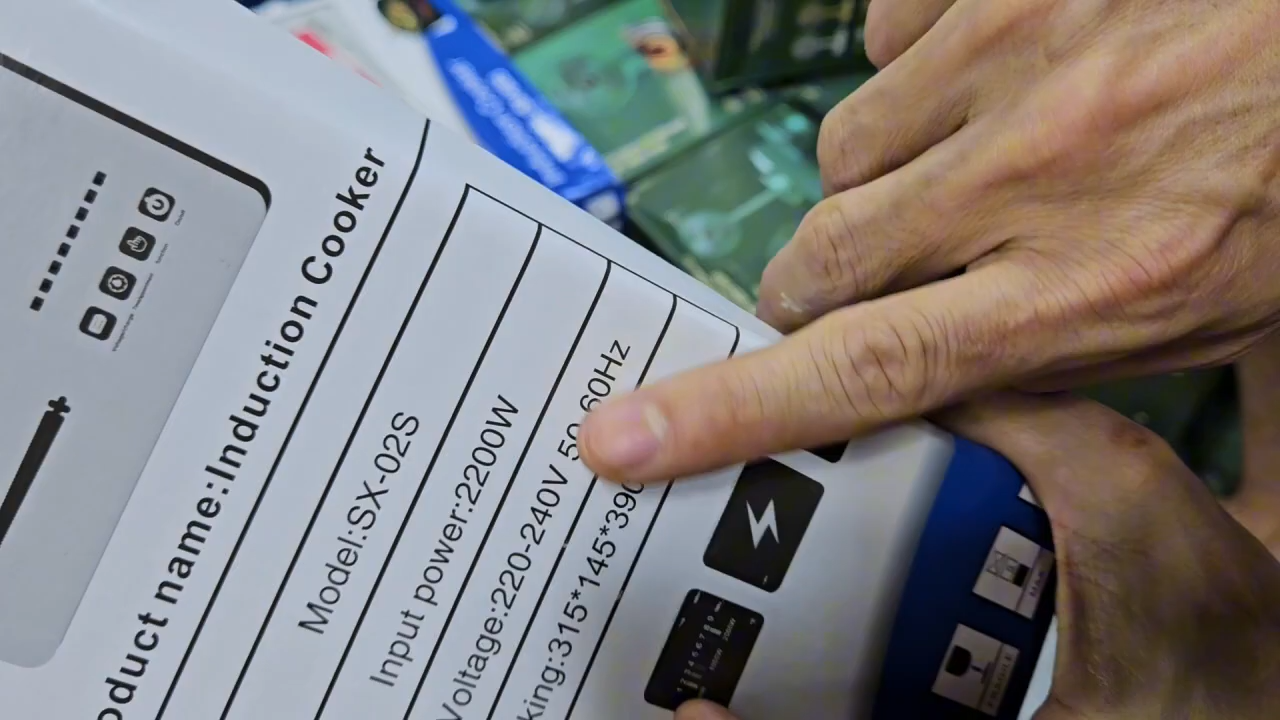 oduct name:Induction Cooker
Model:SX-02S
Input power:2200W
Voltage:220-240V 50 60Hz
king:315*145*390